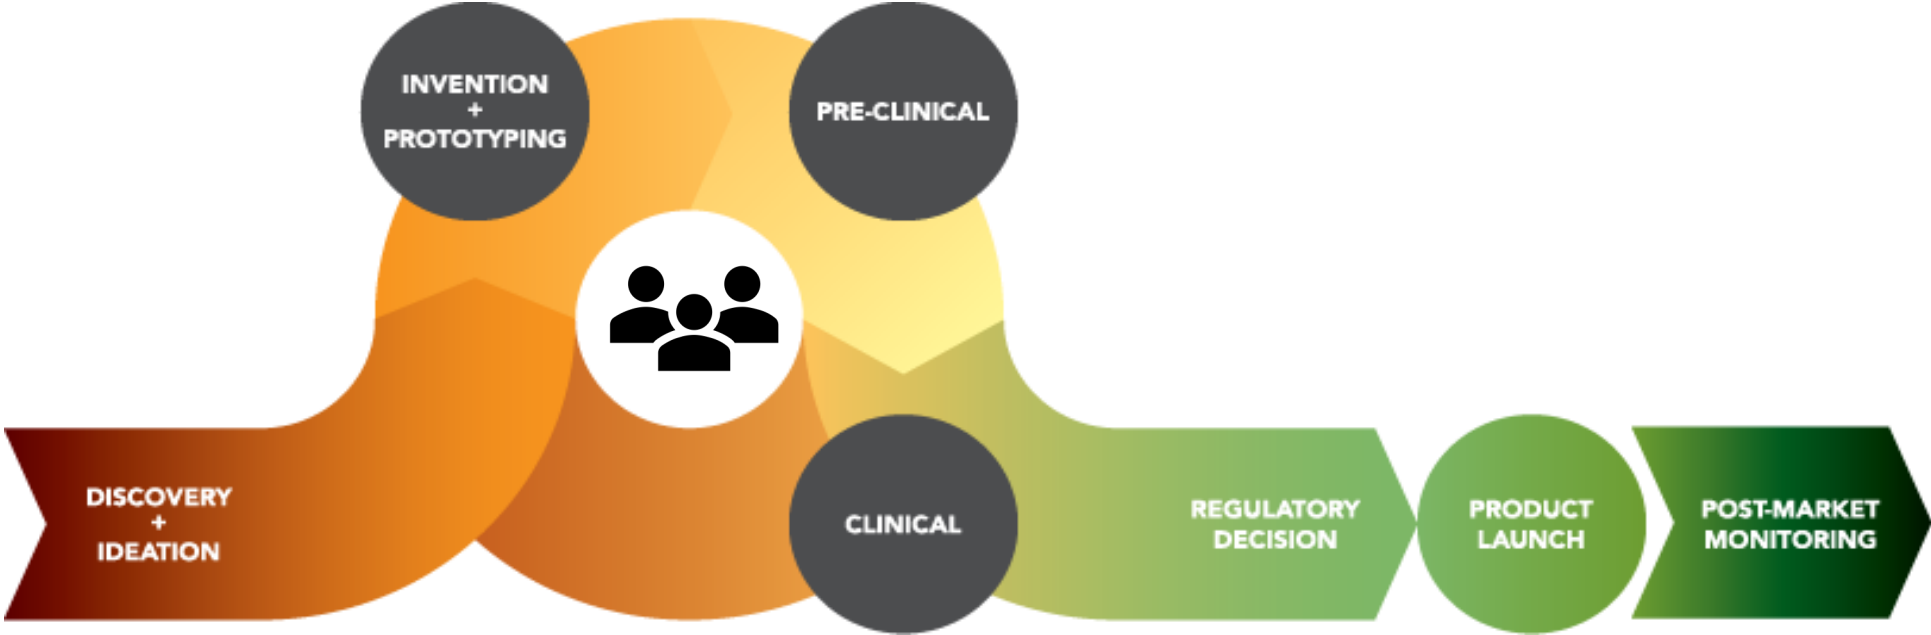 DISCOVERY
+
IDEATION
INVENTION
+
PROTOTYPING
PRE-CLINICAL
CLINICAL
REGULATORY
DECISION
PRODUCT
LAUNCH
POST-MARKET
MONITORING